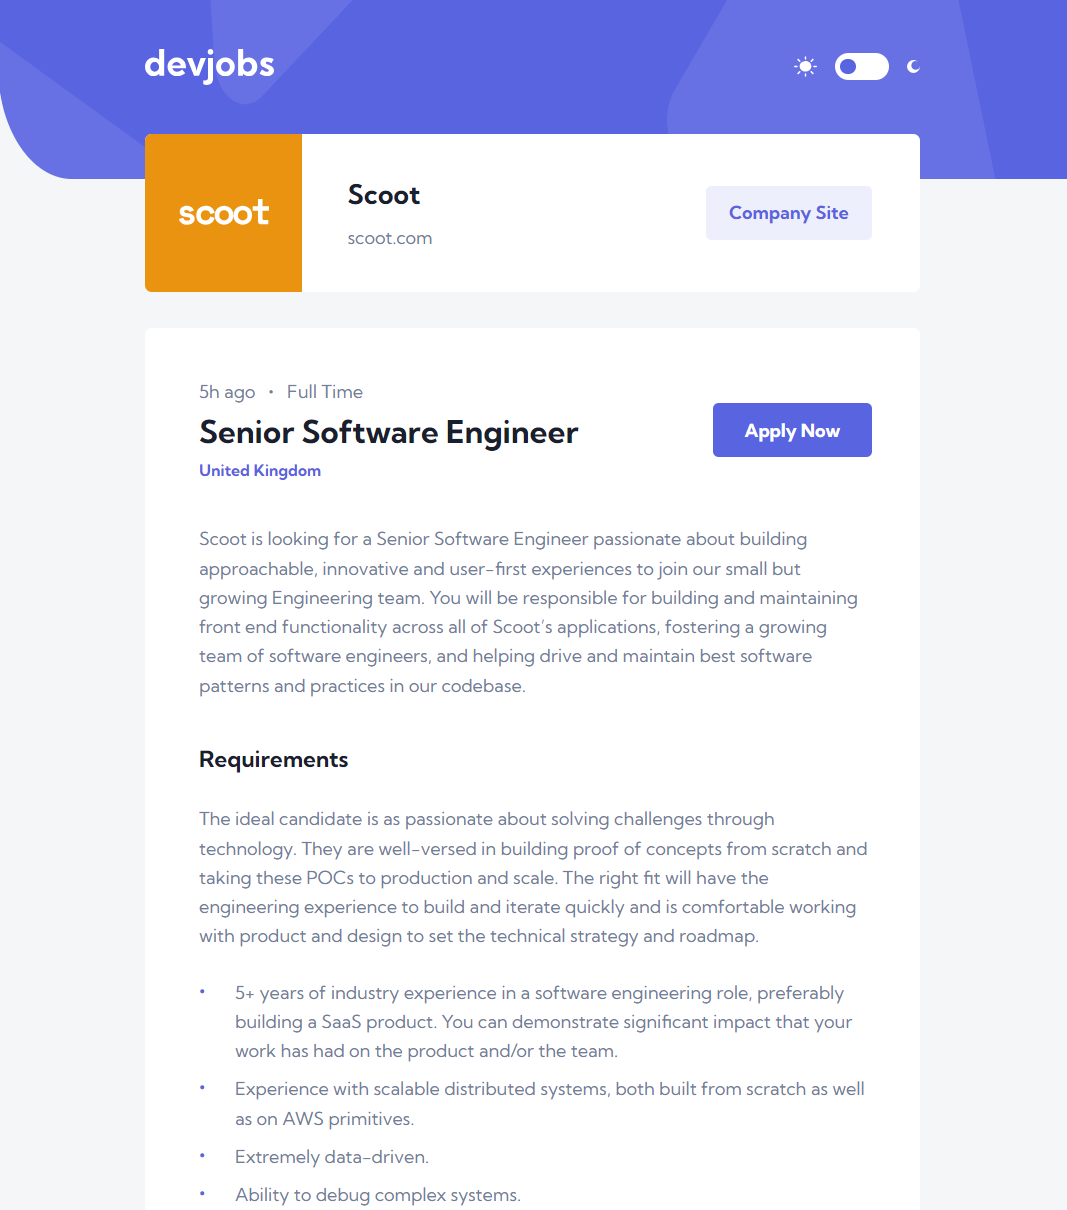 devjobs
scoot
Scoot
scoot.com
Company Site
5h ago • Full Time
Senior Software Engineer
United Kingdom
Apply Now
Scoot is looking for a Senior Software Engineer passionate about building
approachable, innovative and user-first experiences to join our small but
growing Engineering team. You will be responsible for building and maintaining
front end functionality across all of Scoot’s applications, fostering a growing
team of software engineers, and helping drive and maintain best software
patterns and practices in our codebase.
Requirements
The ideal candidate is as passionate about solving challenges through
technology. They are well-versed in building proof of concepts from scratch and
taking these POCs to production and scale. The right fit will have the
engineering experience to build and iterate quickly and is comfortable working
with product and design to set the technical strategy and roadmap.
• 5+ years of industry experience in a software engineering role, preferably
building a SaaS product. You can demonstrate significant impact that your
work has had on the product and/or the team.
• Experience with scalable distributed systems, both built from scratch as well
as on AWS primitives.
• Extremely data-driven.
• Ability to debug complex systems.